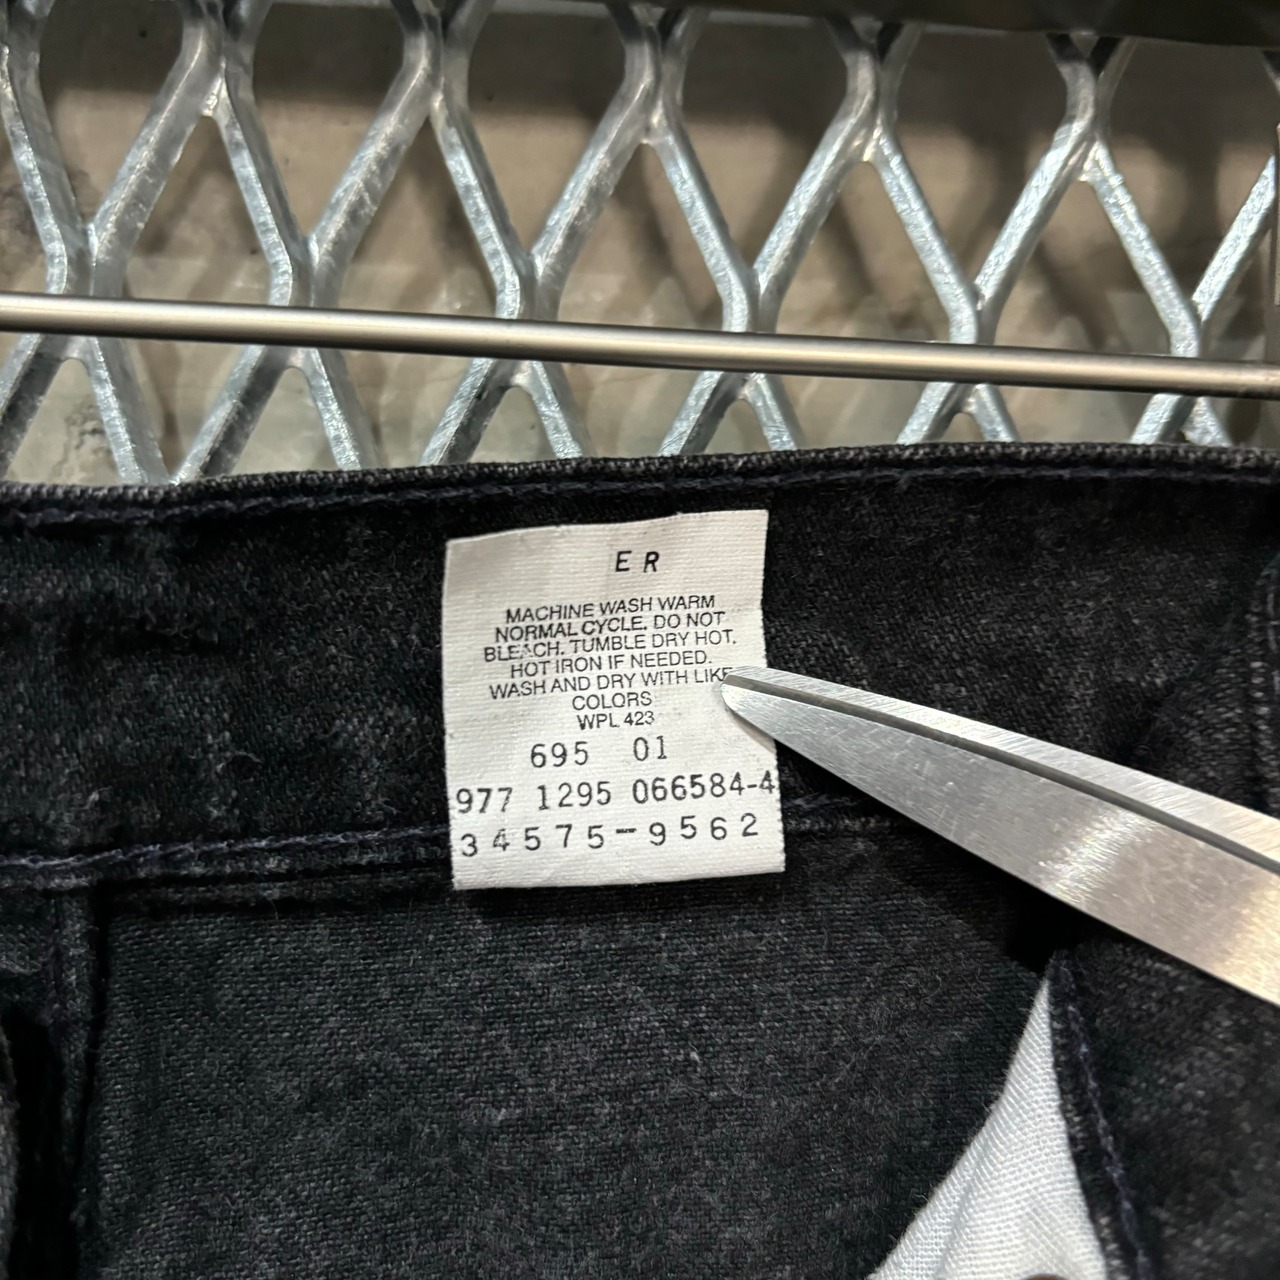 E R
MACHINE WASH WARM
NORMAL CYCLE. DO NOT
BLEACH. TUMBLE DRY HOT.
HOT IRON IF NEEDED.
WASH AND DRY WITH LIKE
COLORS
WPL 423
695 01
977 1295 066584-4
34575-9562